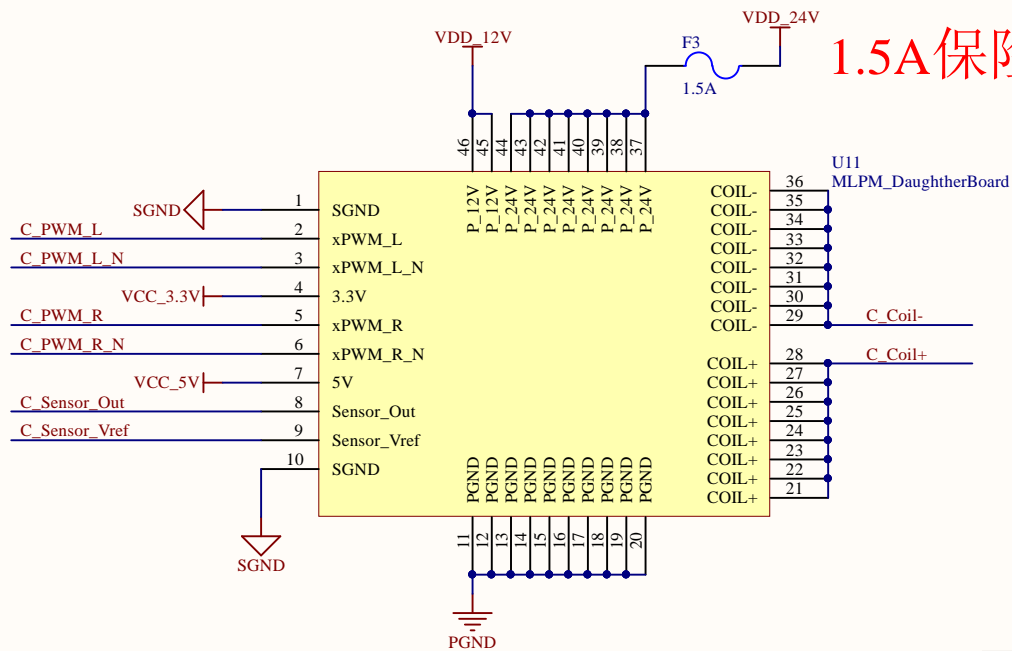 VDD_12V
VDD_24V
F3
1.5A
1.5A保险
46 45 44 43 42 41 40 39 38 37
U11
MLPM_DaughtherBoard
P_12V P_12V P_24V P_24V P_24V P_24V P_24V P_24V P_24V P_24V
SGND 1 SGND
C_PWM_L 2 xPWM_L
C_PWM_L_N 3 xPWM_L_N
VCC_3.3V 4 3.3V
C_PWM_R 5 xPWM_R
C_PWM_R_N 6 xPWM_R_N
VCC_5V 7 5V
C_Sensor_Out 8 Sensor_Out
C_Sensor_Vref 9 Sensor_Vref
10 SGND
SGND
COIL- 36
COIL- 35
COIL- 34
COIL- 33
COIL- 32
COIL- 31
COIL- 30
COIL- 29 C_Coil-
COIL+ 28 C_Coil+
COIL+ 27
COIL+ 26
COIL+ 25
COIL+ 24
COIL+ 23
COIL+ 22
COIL+ 21
PGND PGND PGND PGND PGND PGND PGND PGND PGND PGND
11 12 13 14 15 16 17 18 19 20
PGND